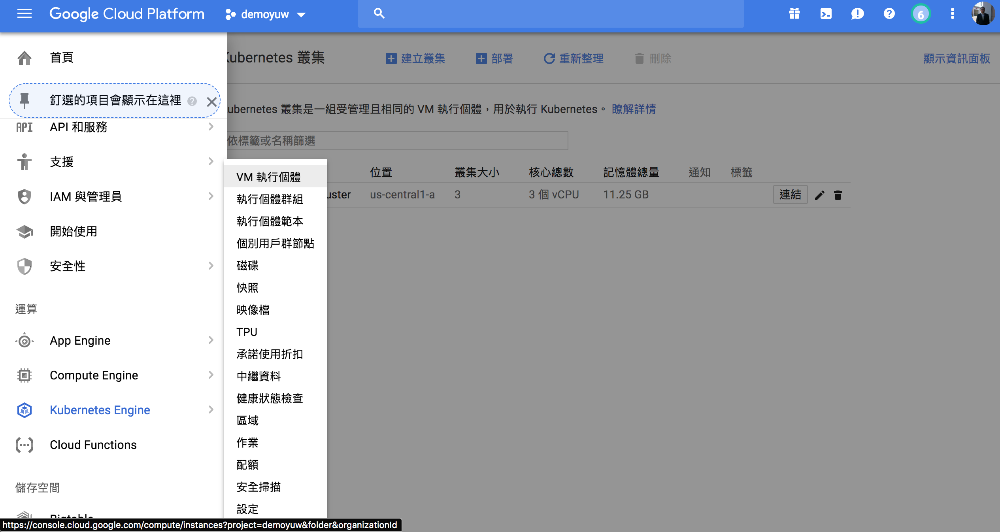 Google Cloud Platform demoyuw
6
首頁
釘選的項目會顯示在這裡
API 和服務
支援
IAM 與管理員
開始使用
安全性
運算
App Engine
Compute Engine
Kubernetes Engine
Cloud Functions
儲存空間
VM 執行個體
執行個體群組
執行個體範本
個別用戶群節點
磁碟
快照
映像檔
TPU
承諾使用折扣
中繼資料
健康狀態檢查
區域
作業
配額
安全掃描
設定
Kubernetes 叢集 建立叢集 部署 重新整理 刪除 顯示資訊面板
ubernetes 叢集是一組受管理且相同的 VM 執行個體，用於執行 Kubernetes。 瞭解詳情
依標籤或名稱篩選
位置 叢集大小 核心總數 記憶體總量 通知 標籤
uster us-central1-a 3 3 個 vCPU 11.25 GB 連結
https://console.cloud.google.com/compute/instances?project=demoyuw&folder&organizationId